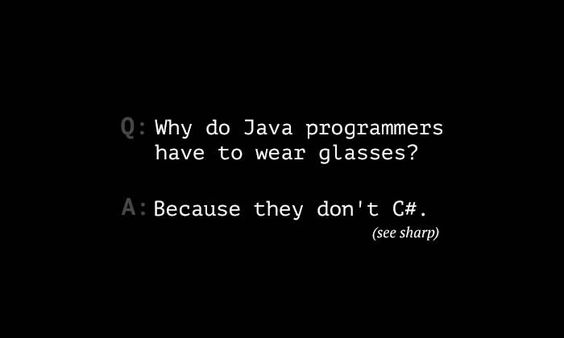 Q: Why do Java programmers
have to wear glasses?
A: Because they don't C#.
(see sharp)